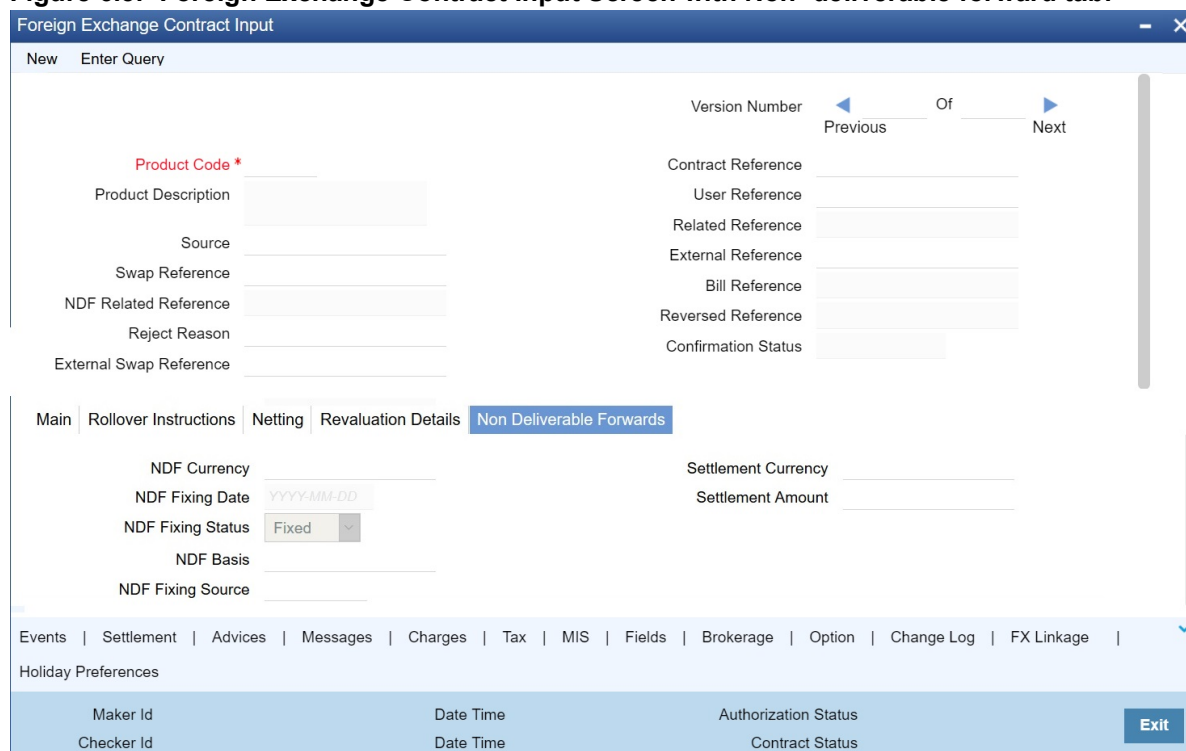 Foreign Exchange Contract Input
New Enter Query
Version Number Of
Previous Next
Product Code *
Product Description
Source
Swap Reference
NDF Related Reference
Reject Reason
External Swap Reference
Contract Reference
User Reference
Related Reference
External Reference
Bill Reference
Reversed Reference
Confirmation Status
Main Rollover Instructions Netting Revaluation Details Non Deliverable Forwards
NDF Currency
NDF Fixing Date YYYY-MM-DD
NDF Fixing Status Fixed
NDF Basis
NDF Fixing Source
Settlement Currency
Settlement Amount
Events | Settlement | Advices | Messages | Charges | Tax | MIS | Fields | Brokerage | Option | Change Log | FX Linkage |
Holiday Preferences
Maker Id Date Time Authorization Status
Checker Id Date Time Contract Status
Exit